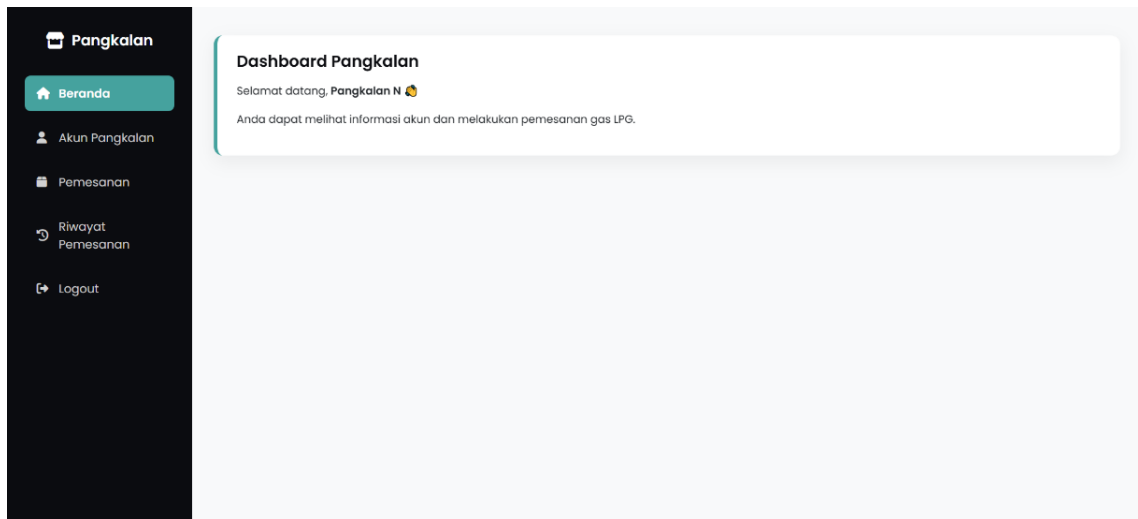 Pangkalan
Beranda
Akun Pangkalan
Pemesanan
Riwayat
Pemesanan
Logout
Dashboard Pangkalan
Selamat datang, Pangkalan N 👏
Anda dapat melihat informasi akun dan melakukan pemesanan gas LPG.